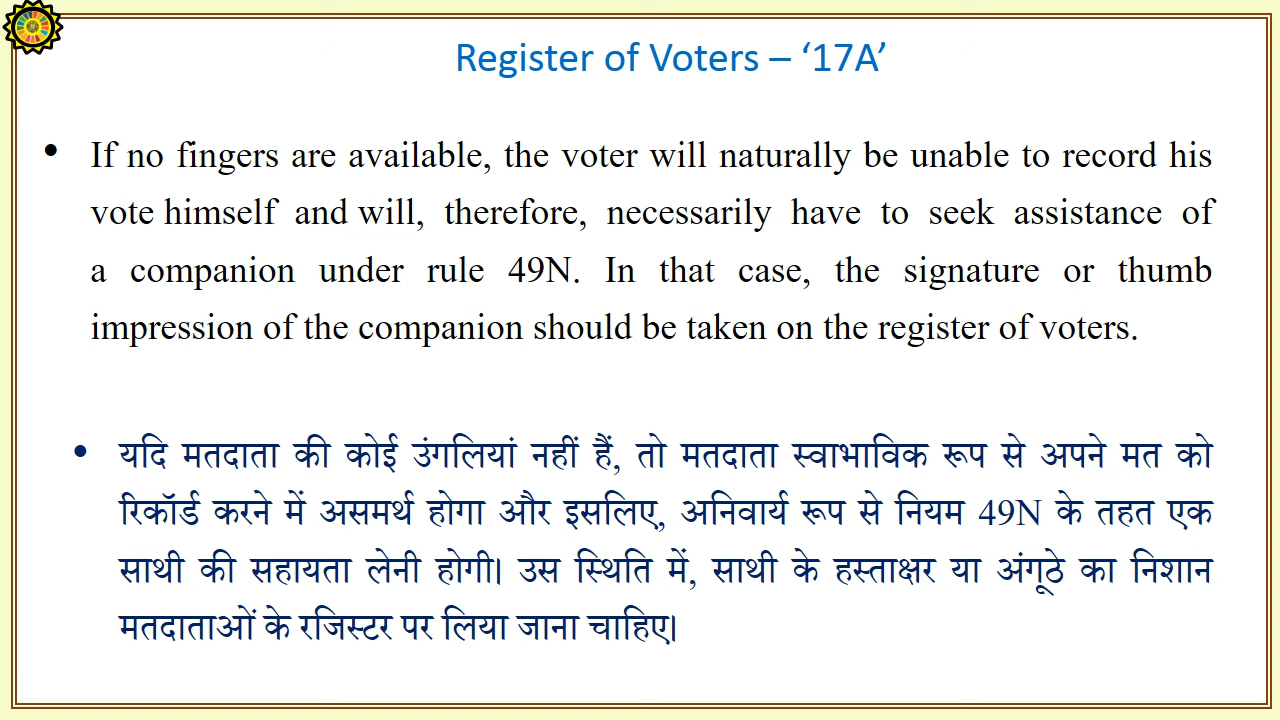 Register of Voters – ‘17A’
• If no fingers are available, the voter will naturally be unable to record his
vote himself and will, therefore, necessarily have to seek assistance of
a companion under rule 49N. In that case, the signature or thumb
impression of the companion should be taken on the register of voters.
• यदि मतदाता की कोई उंगलियां नहीं हैं, तो मतदाता स्वाभाविक रूप से अपने मत को
रिकॉर्ड करने में असमर्थ होगा और इसलिए, अनिवार्य रूप से नियम 49N के तहत एक
साथी की सहायता लेनी होगी। उस स्थिति में, साथी के हस्ताक्षर या अंगूठे का निशान
मतदाताओं के रजिस्टर पर लिया जाना चाहिए।